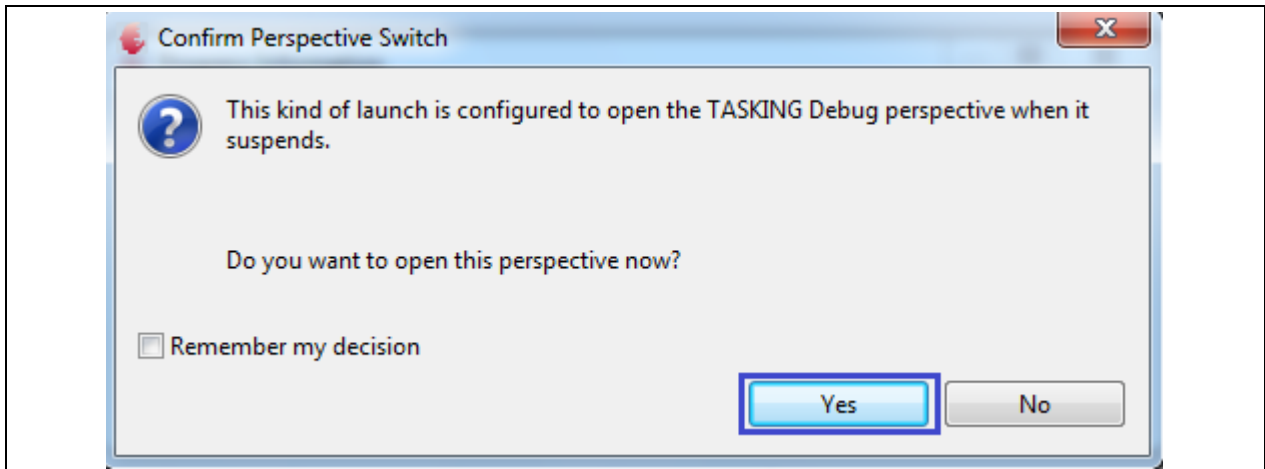 Confirm Perspective Switch
This kind of launch is configured to open the TASKING Debug perspective when it
suspends.
Do you want to open this perspective now?
Remember my decision
Yes No